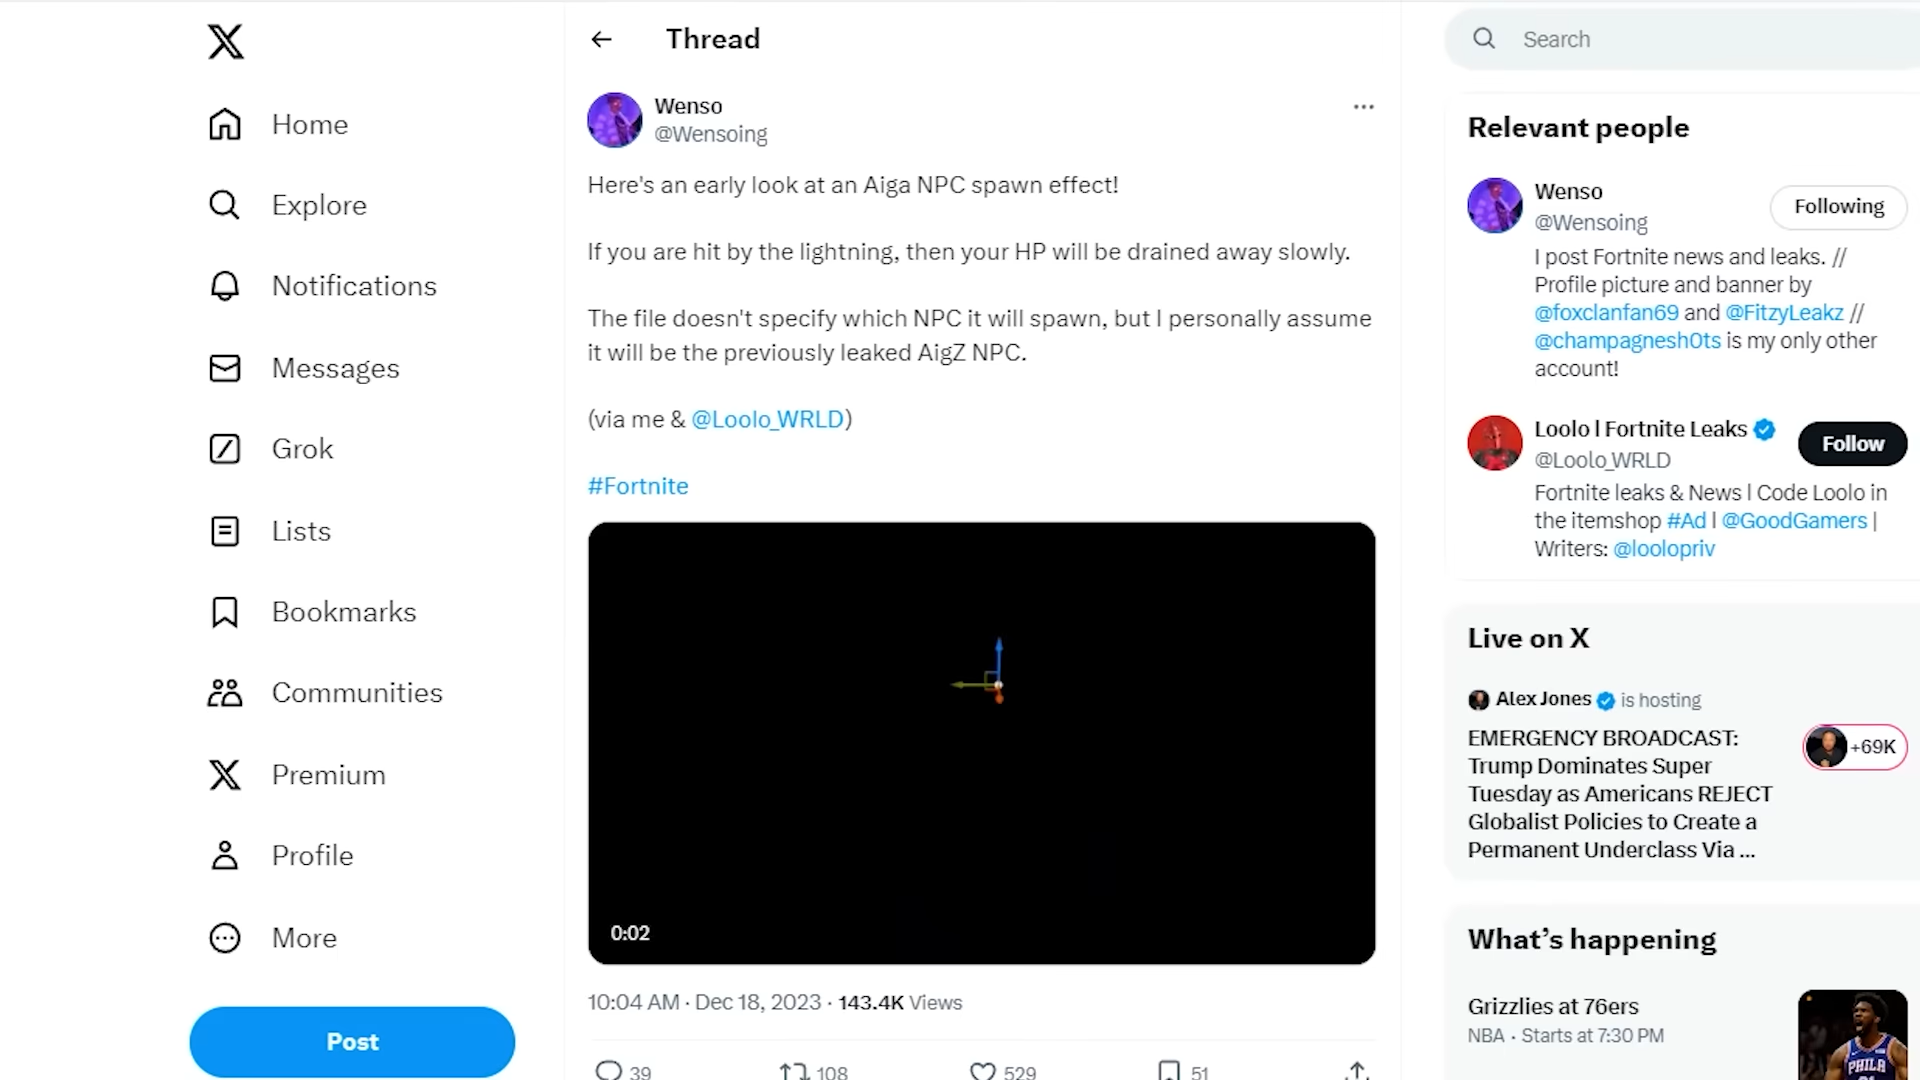 Home
Explore
Notifications
Messages
Grok
Lists
Bookmarks
Communities
Premium
Profile
More
Post
Thread
Wenso
@Wensoing
Here's an early look at an Aiga NPC spawn effect!
If you are hit by the lightning, then your HP will be drained away slowly.
The file doesn't specify which NPC it will spawn, but I personally assume
it will be the previously leaked AigZ NPC.
(via me & @Loolo_WRLD)
#Fortnite
0:02
10:04 AM · Dec 18, 2023 · 143.4K Views
39
108
529
51
Search
Relevant people
Wenso
@Wensoing
Following
I post Fortnite news and leaks. //
Profile picture and banner by
@foxclanfan69 and @FitzyLeakz //
@champagnesh0ts is my only other
account!
Loolo l Fortnite Leaks
@Loolo_WRLD
Follow
Fortnite leaks & News l Code Loolo in
the itemshop #Ad l @GoodGamers |
Writers: @loolopriv
Live on X
Alex Jones is hosting
EMERGENCY BROADCAST:
Trump Dominates Super
Tuesday as Americans REJECT
Globalist Policies to Create a
Permanent Underclass Via ...
+69K
What's happening
Grizzlies at 76ers
NBA · Starts at 7:30 PM
PHILA